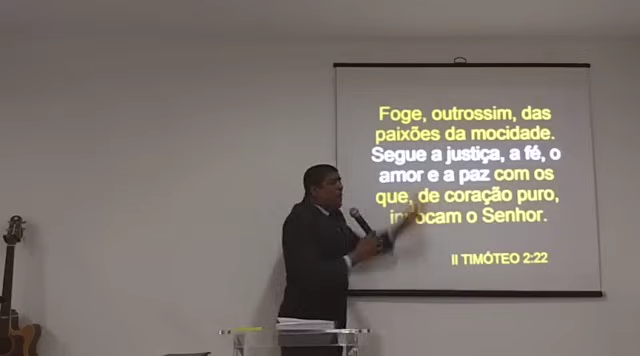 Foge, outrossim, das
paixões da mocidade.
Segue a justiça, a fé, o
amor e a paz com os
que, de coração puro,
invocam o Senhor.
II TIMÓTEO 2:22